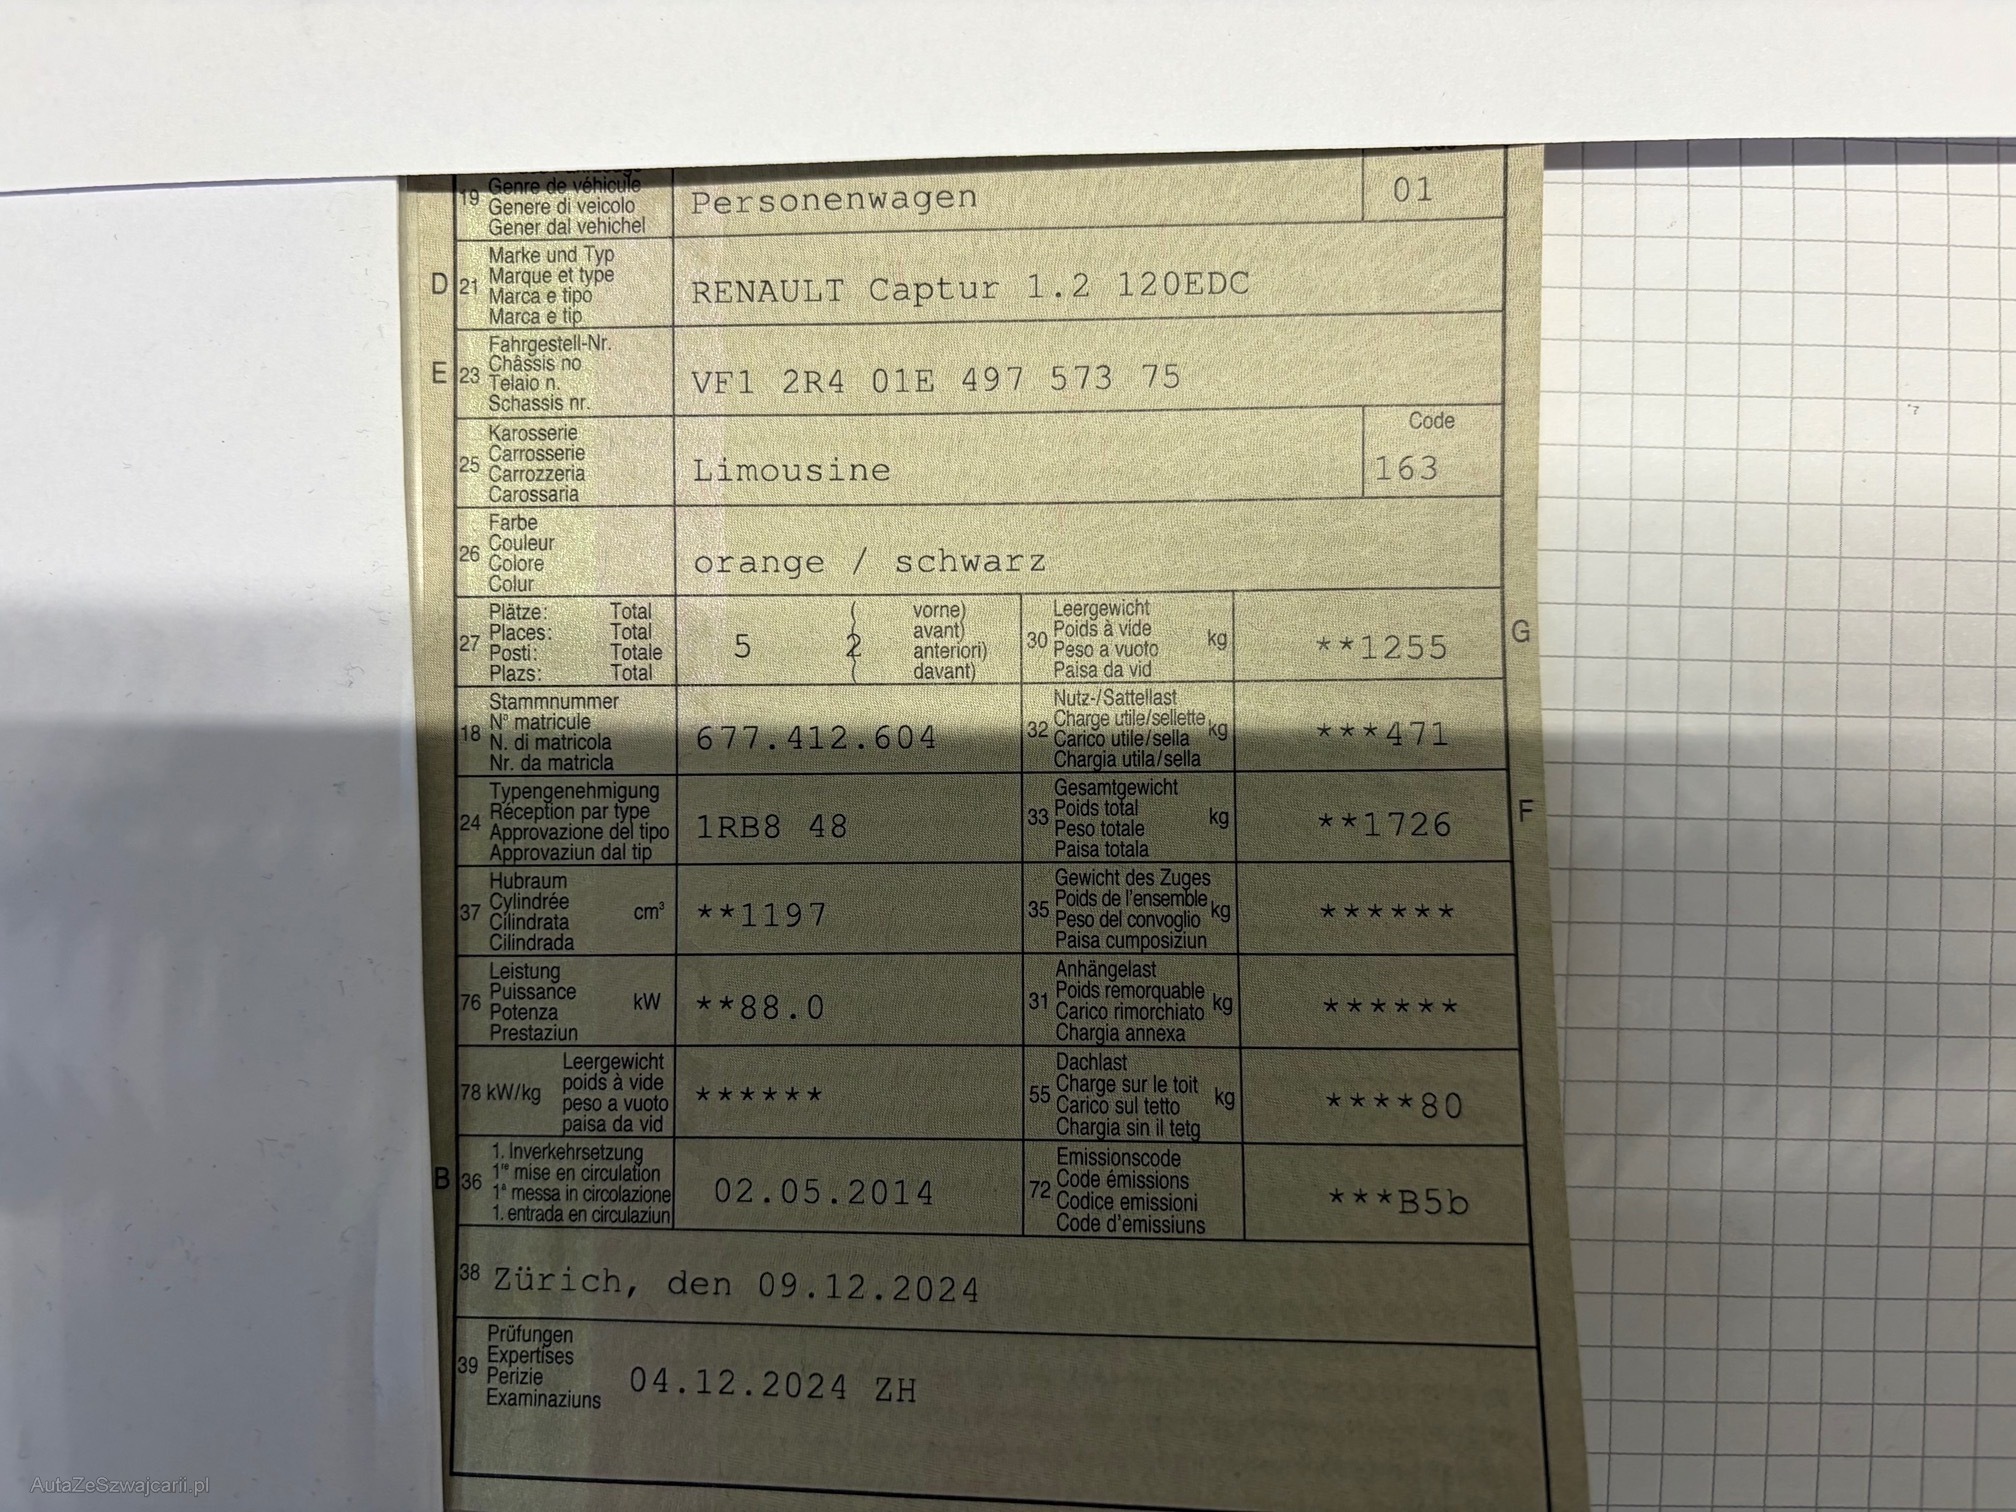 19 Genre de véhicule
Genere di veicolo
Gener dal vehichel
Personenwagen
01
D 21 Marke und Typ
Marque et type
Marca e tipo
Marca e tip
RENAULT Captur 1.2 120EDC
E 23 Fahrgestell-Nr.
Châssis no
Telaio n.
Schassis nr.
VF1 2R4 01E 497 573 75
25 Karosserie
Carrosserie
Carrozzeria
Carossaria
Limousine
Code
163
26 Farbe
Couleur
Colore
Colur
orange / schwarz
27 Plätze: Total
Places: Total
Posti: Totale
Plazs: Total
5 2
( vorne)
avant)
anteriori)
( davant)
30 Leergewicht
Poids à vide
Peso a vuoto
Paisa da vid
kg **1255 G
18 Stammnummer
N° matricule
N. di matricola
Nr. da matricla
677.412.604
32 Nutz-/Sattellast
Charge utile/sellette
Carico utile/sella
Chargia utila/sella
kg ***471
24 Typengenehmigung
Réception par type
Approvazione del tipo
Approvaziun dal tip
1RB8 48
33 Gesamtgewicht
Poids total
Peso totale
Paisa totala
kg **1726 F
37 Hubraum
Cylindrée
Cilindrata
Cilindrada
cm³ **1197
35 Gewicht des Zuges
Poids de l'ensemble
Peso del convoglio
Paisa cumposiziun
kg ******
76 Leistung
Puissance
Potenza
Prestaziun
kW **88.0
31 Anhängelast
Poids remorquable
Carico rimorchiato
Chargia annexa
kg ******
78 kW/kg Leergewicht
poids à vide
peso a vuoto
paisa da vid
******
55 Dachlast
Charge sur le toit
Carico sul tetto
Chargia sin il tetg
kg ****80
B 36 1. Inverkehrsetzung
1re mise en circulation
1a messa in circolazione
1. entrada en circulaziun
02.05.2014
72 Emissionscode
Code émissions
Codice emissioni
Code d'emissiuns
***B5b
38 Zürich, den 09.12.2024
39 Prüfungen
Expertises
Perizie
Examinaziuns
04.12.2024 ZH
AutaZeSzwajcarii.pl